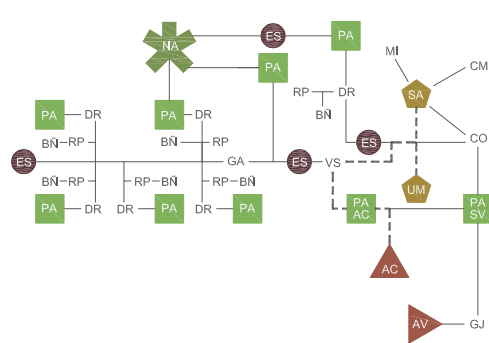 NA ES PA MI
PA CM
PA DR PA DR RP DR SA
BÑ
BÑ RP BÑ RP ES CO
ES GA ES VS
BÑ RP RP BÑ RP BÑ UM
PA DR DR PA DR PA PA AC PA SV
AC
AV GJ